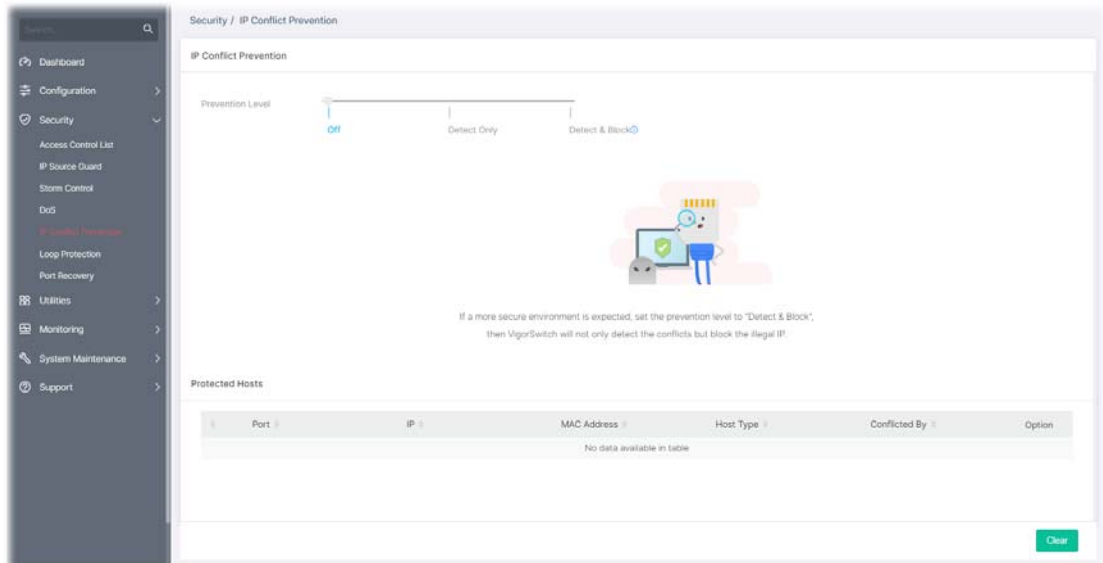 Search...
Dashboard
Configuration
Security
Access Control List
IP Source Guard
Storm Control
DoS
IP Conflict Prevention
Loop Protection
Port Recovery
Utilities
Monitoring
System Maintenance
Support
Security / IP Conflict Prevention
IP Conflict Prevention
Prevention Level
Off Detect Only Detect & Block
If a more secure environment is expected, set the prevention level to "Detect & Block",
then VigorSwitch will not only detect the conflicts but block the illegal IP.
Protected Hosts
Port IP MAC Address Host Type Conflicted By Option
No data available in table
Clear